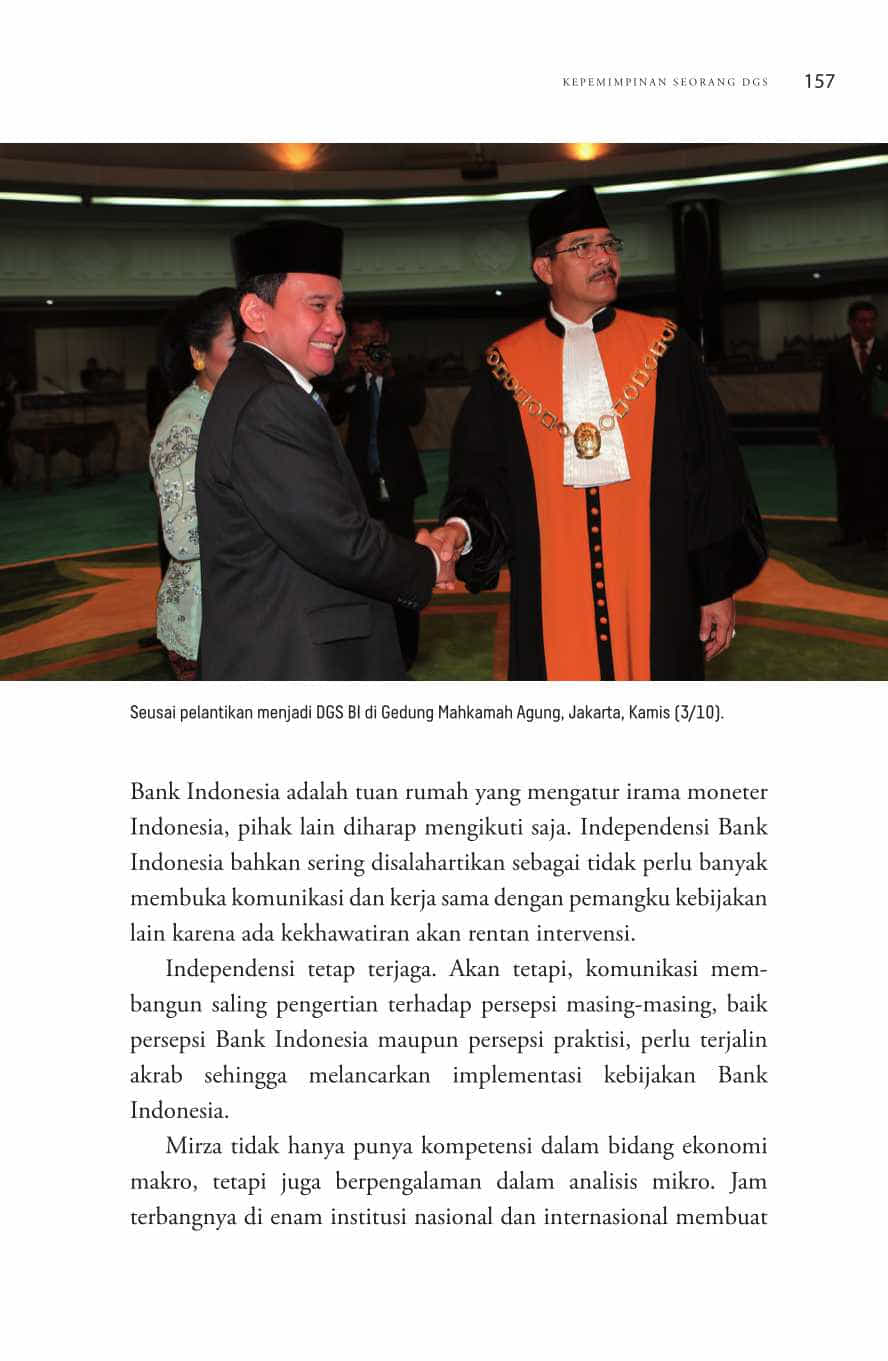 KEPEMIMPINAN SEORANG DGS 157
Seusai pelantikan menjadi DGS BI di Gedung Mahkamah Agung, Jakarta, Kamis (3/10).
Bank Indonesia adalah tuan rumah yang mengatur irama moneter
Indonesia, pihak lain diharap mengikuti saja. Independensi Bank
Indonesia bahkan sering disalahartikan sebagai tidak perlu banyak
membuka komunikasi dan kerja sama dengan pemangku kebijakan
lain karena ada kekhawatiran akan rentan intervensi.
Independensi tetap terjaga. Akan tetapi, komunikasi mem-
bangun saling pengertian terhadap persepsi masing-masing, baik
persepsi Bank Indonesia maupun persepsi praktisi, perlu terjalin
akrab sehingga melancarkan implementasi kebijakan Bank
Indonesia.
Mirza tidak hanya punya kompetensi dalam bidang ekonomi
makro, tetapi juga berpengalaman dalam analisis mikro. Jam
terbangnya di enam institusi nasional dan internasional membuat